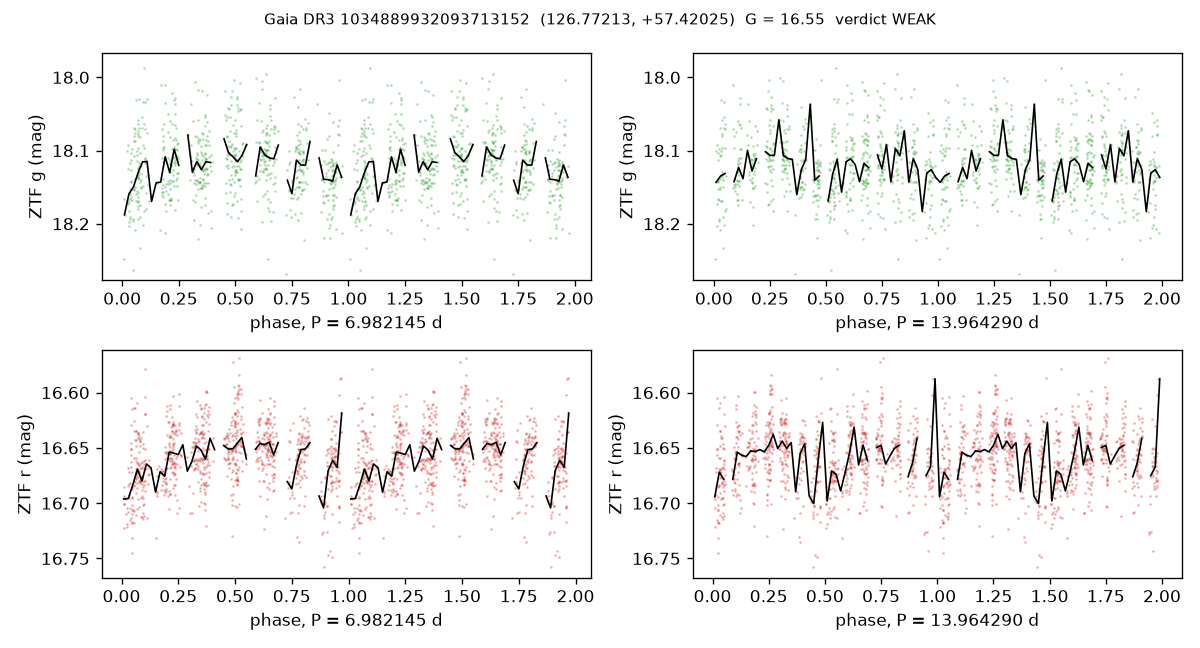 Gaia DR3 1034889932093713152  (126.77213, +57.42025)  G = 16.55  verdict WEAK
18.0
18.1
18.2
ZTF g (mag)
0.00 0.25 0.50 0.75 1.00 1.25 1.50 1.75 2.00
phase, P = 6.982145 d
18.0
18.1
18.2
ZTF g (mag)
0.00 0.25 0.50 0.75 1.00 1.25 1.50 1.75 2.00
phase, P = 13.964290 d
16.60
16.65
16.70
16.75
ZTF r (mag)
0.00 0.25 0.50 0.75 1.00 1.25 1.50 1.75 2.00
phase, P = 6.982145 d
16.60
16.65
16.70
16.75
ZTF r (mag)
0.00 0.25 0.50 0.75 1.00 1.25 1.50 1.75 2.00
phase, P = 13.964290 d